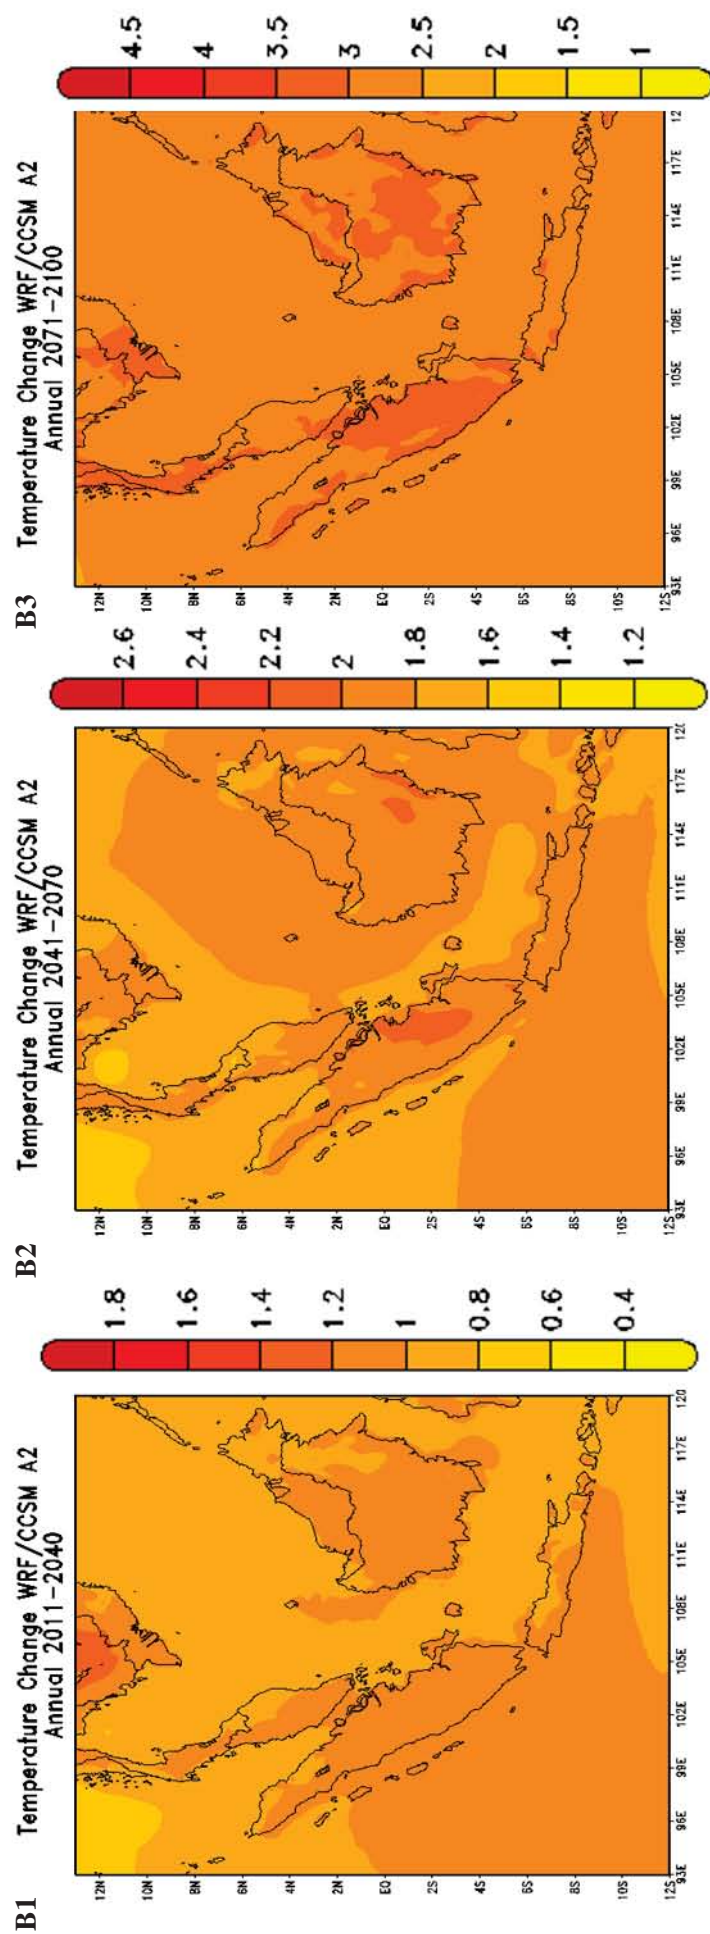 B1
Temperature Change WRF/CCSM A2
Annual 2011-2040
12N
10N
8N
6N
4N
2N
EQ
2S
4S
6S
8S
10S
12S
93E
96E
99E
102E
105E
108E
111E
114E
117E
120
1.8
1.6
1.4
1.2
1
0.8
0.6
0.4
B2
Temperature Change WRF/CCSM A2
Annual 2041-2070
12N
10N
8N
6N
4N
2N
EQ
2S
4S
6S
8S
10S
12S
93E
96E
99E
102E
105E
108E
111E
114E
117E
2.6
2.4
2.2
2
1.8
1.6
1.4
1.2
B3
Temperature Change WRF/CCSM A2
Annual 2071-2100
12N
10N
8N
6N
4N
2N
EQ
2S
4S
6S
8S
10S
12S
93E
96E
99E
102E
105E
108E
111E
114E
117E
12
4.5
4
3.5
3
2.5
2
1.5
1